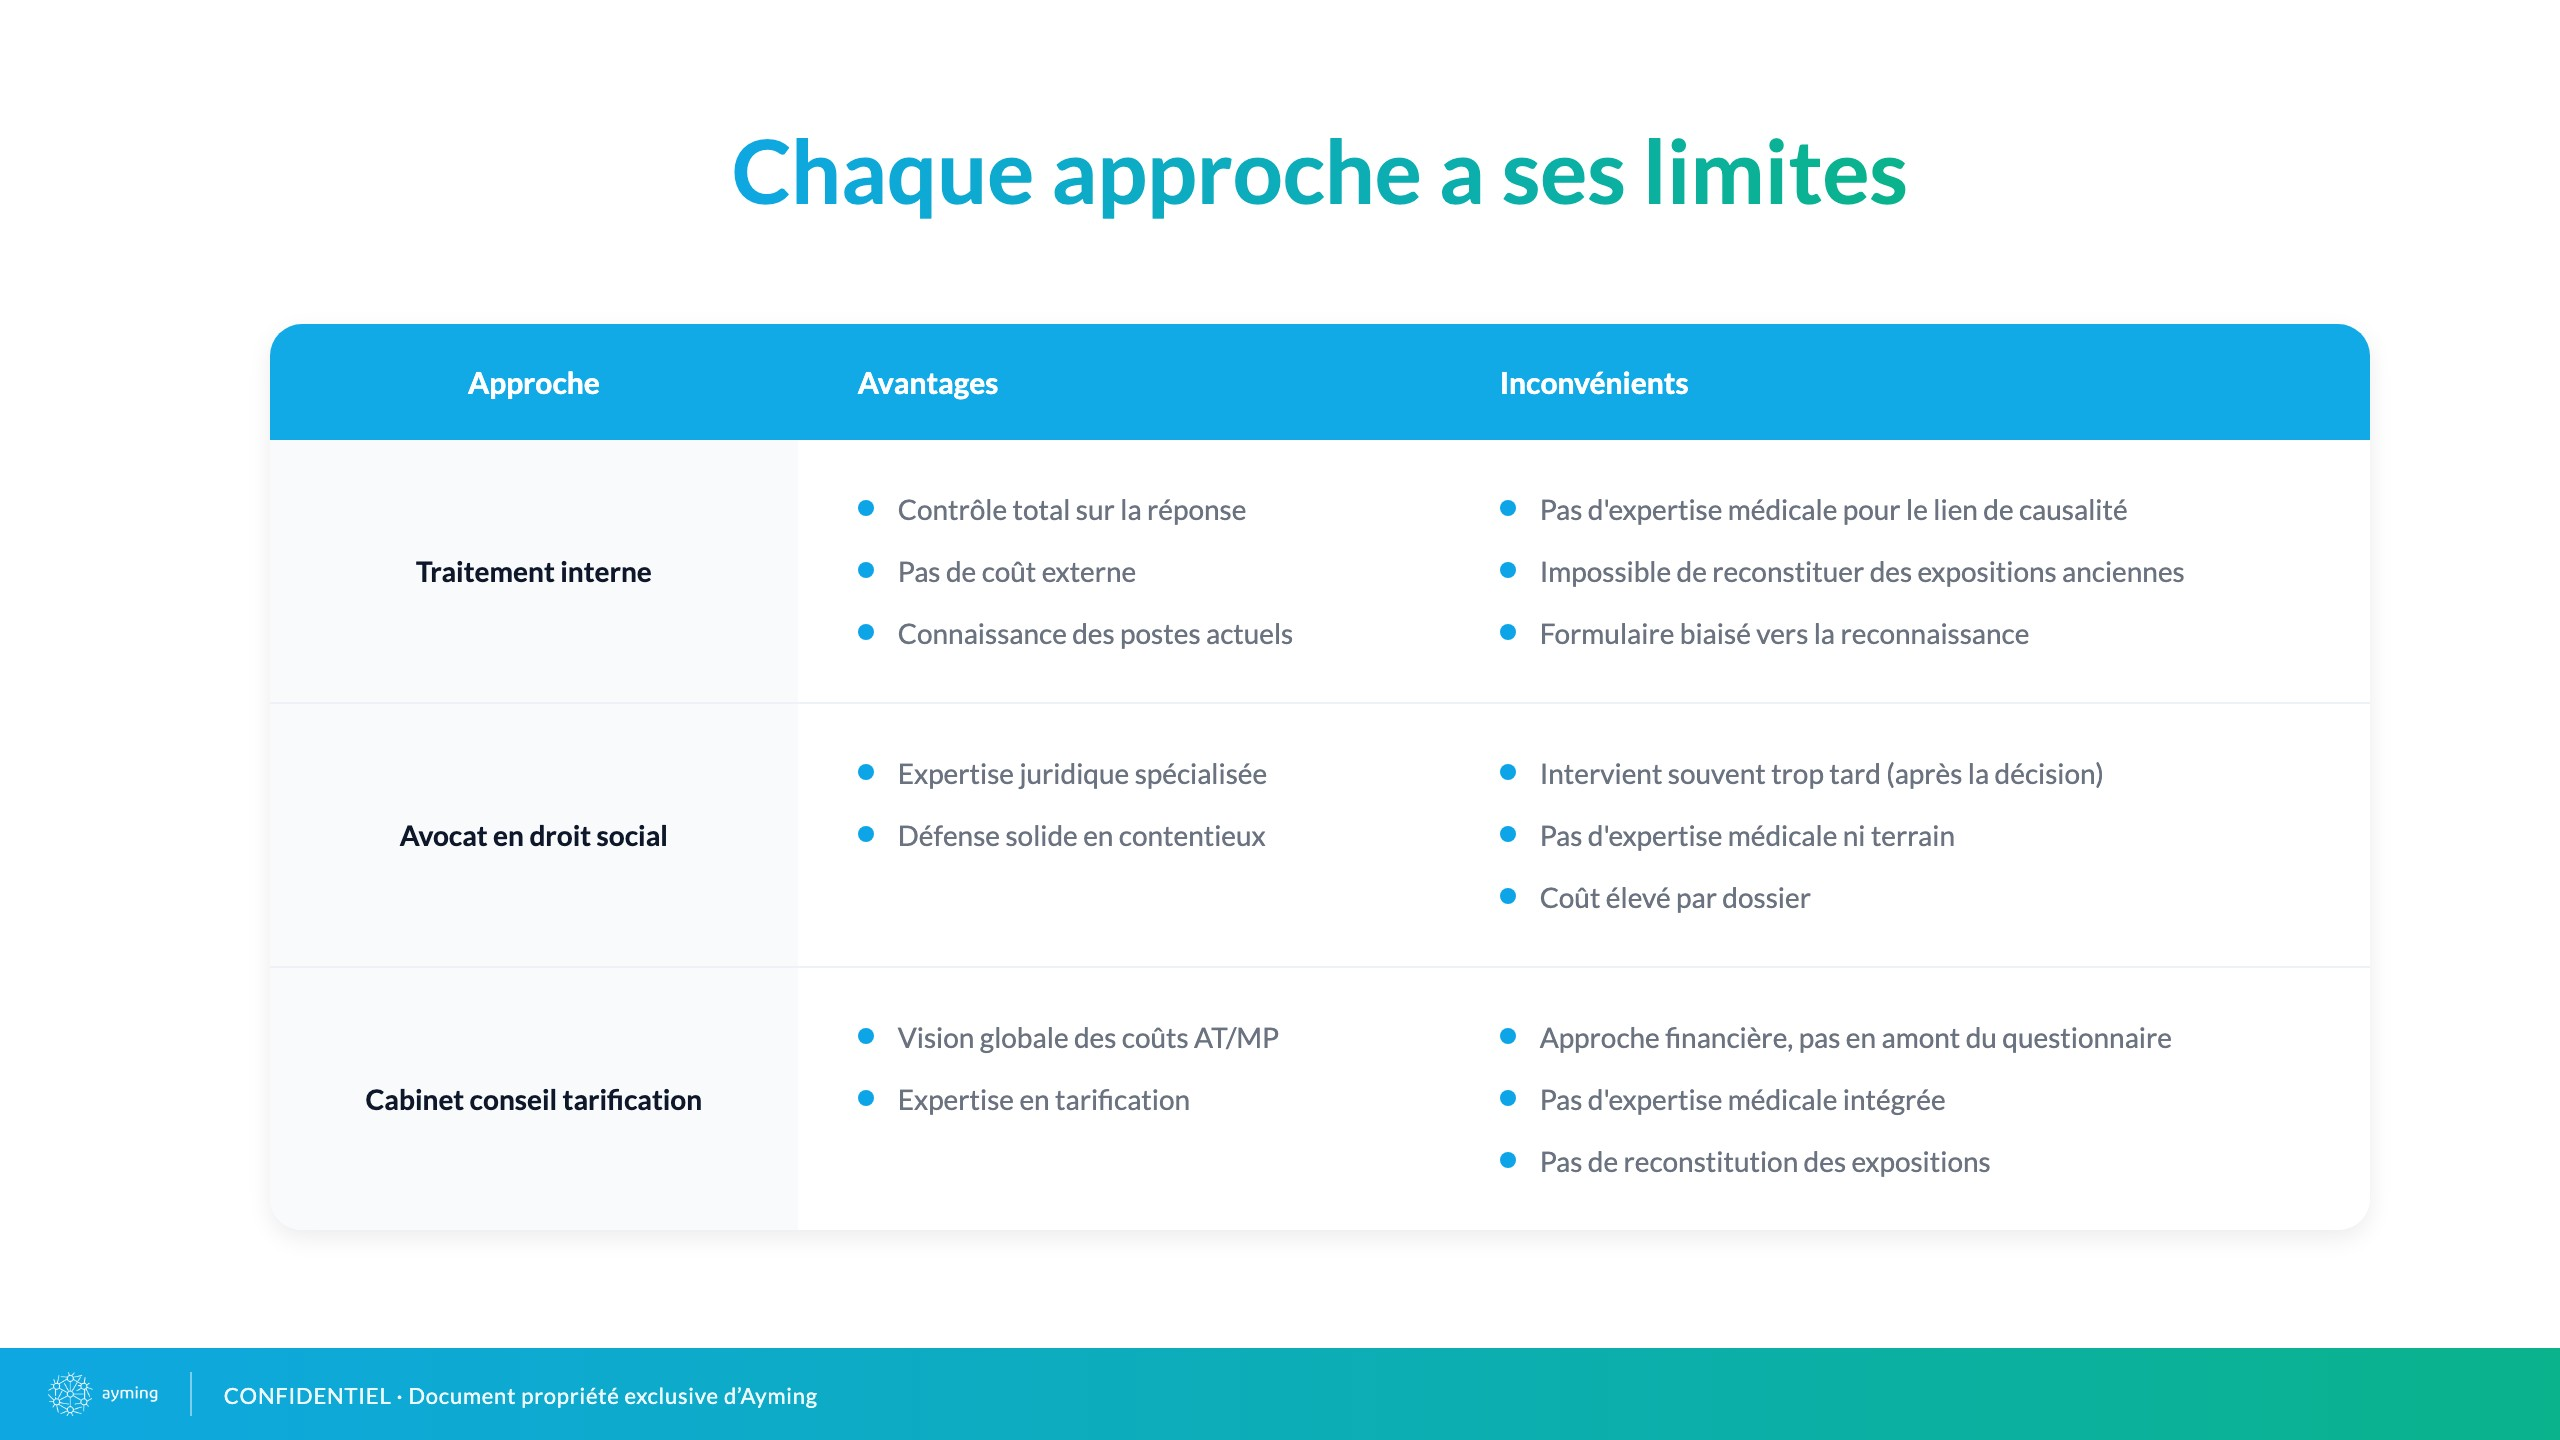 Chaque approche a ses limites
Approche
Avantages
Inconvénients
Traitement interne
Contrôle total sur la réponse
Pas de coût externe
Connaissance des postes actuels
Pas d'expertise médicale pour le lien de causalité
Impossible de reconstituer des expositions anciennes
Formulaire biaisé vers la reconnaissance
Avocat en droit social
Expertise juridique spécialisée
Défense solide en contentieux
Intervient souvent trop tard (après la décision)
Pas d'expertise médicale ni terrain
Coût élevé par dossier
Cabinet conseil tarification
Vision globale des coûts AT/MP
Expertise en tarification
Approche financière, pas en amont du questionnaire
Pas d'expertise médicale intégrée
Pas de reconstitution des expositions
ayming
CONFIDENTIEL · Document propriété exclusive d’Ayming